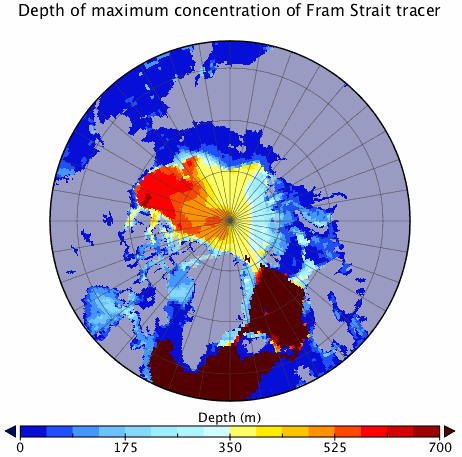 Depth of maximum concentration of Fram Strait tracer
Depth (m)
0 175 350 525 700